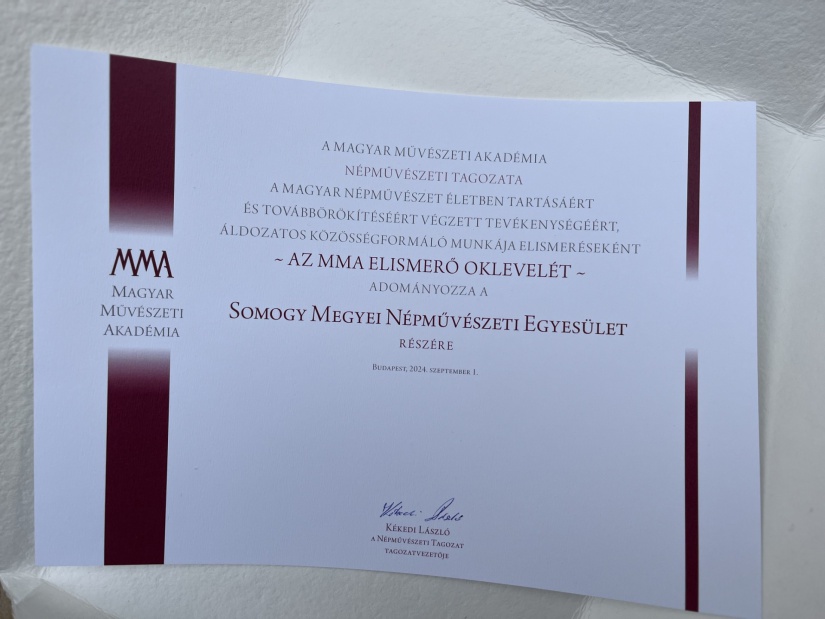 A MAGYAR MŰVÉSZETI AKADÉMIA
NÉPMŰVÉSZETI TAGOZATA
A MAGYAR NÉPMŰVÉSZET ÉLETBEN TARTÁSÁÉRT
ÉS TOVÁBBÖRÖKÍTÉSÉÉRT VÉGZETT TEVÉKENYSÉGÉÉRT,
ÁLDOZATOS KÖZÖSSÉGFORMÁLÓ MUNKÁJA ELISMERÉSEKÉNT
~ AZ MMA ELISMERŐ OKLEVELÉT ~
ADOMÁNYOZZA A
SOMOGY MEGYEI NÉPMŰVÉSZETI EGYESÜLET
RÉSZÉRE
BUDAPEST, 2024. SZEPTEMBER 1.
MMA
MAGYAR
MŰVÉSZETI
AKADÉMIA
KÉKEDI LÁSZLÓ
A NÉPMŰVÉSZETI TAGOZAT
TAGOZATVEZETŐJE